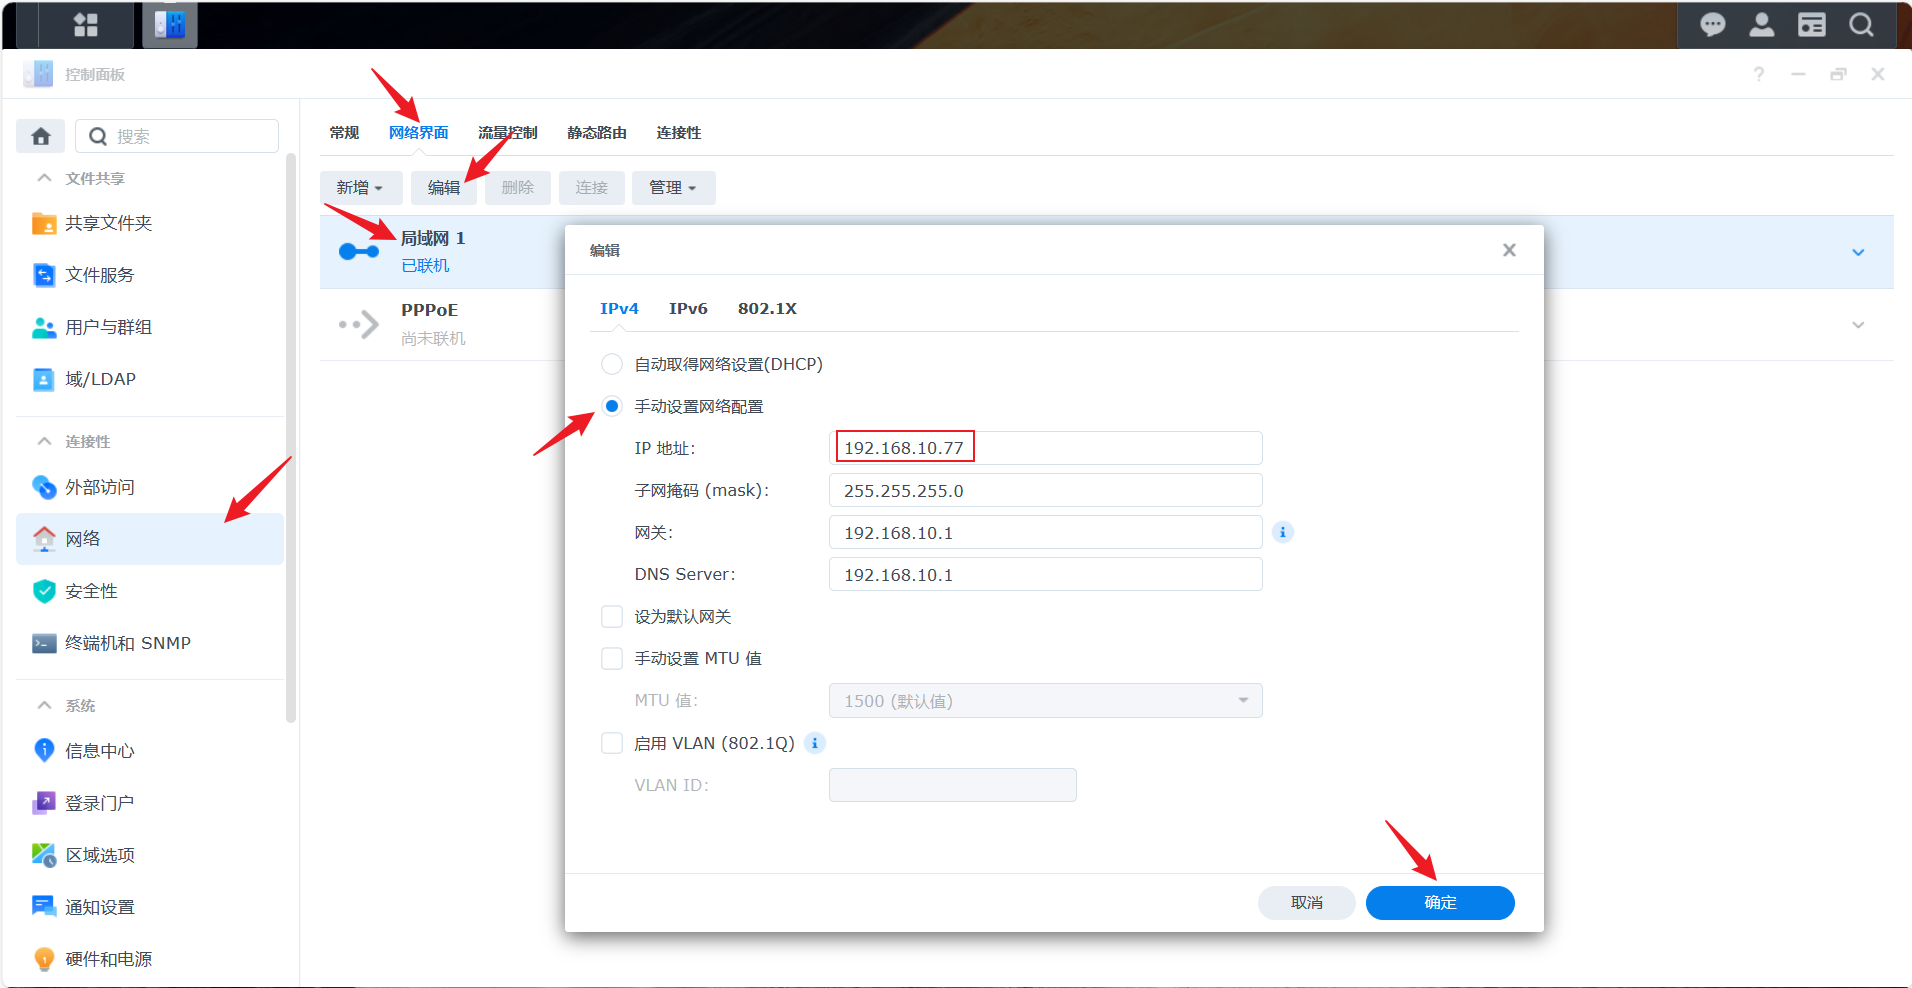 控制面板
搜索
文件共享
共享文件夹
文件服务
用户与群组
域/LDAP
连接性
外部访问
网络
安全性
终端机和 SNMP
系统
信息中心
登录门户
区域选项
通知设置
硬件和电源
常规 网络界面 流量控制 静态路由 连接性
新增 编辑 删除 连接 管理
局域网 1
已联机
PPPoE
尚未联机
编辑
IPv4 IPv6 802.1X
自动取得网络设置(DHCP)
手动设置网络配置
IP 地址: 192.168.10.77
子网掩码 (mask): 255.255.255.0
网关: 192.168.10.1
DNS Server: 192.168.10.1
设为默认网关
手动设置 MTU 值
MTU 值: 1500 (默认值)
启用 VLAN (802.1Q)
VLAN ID:
取消 确定